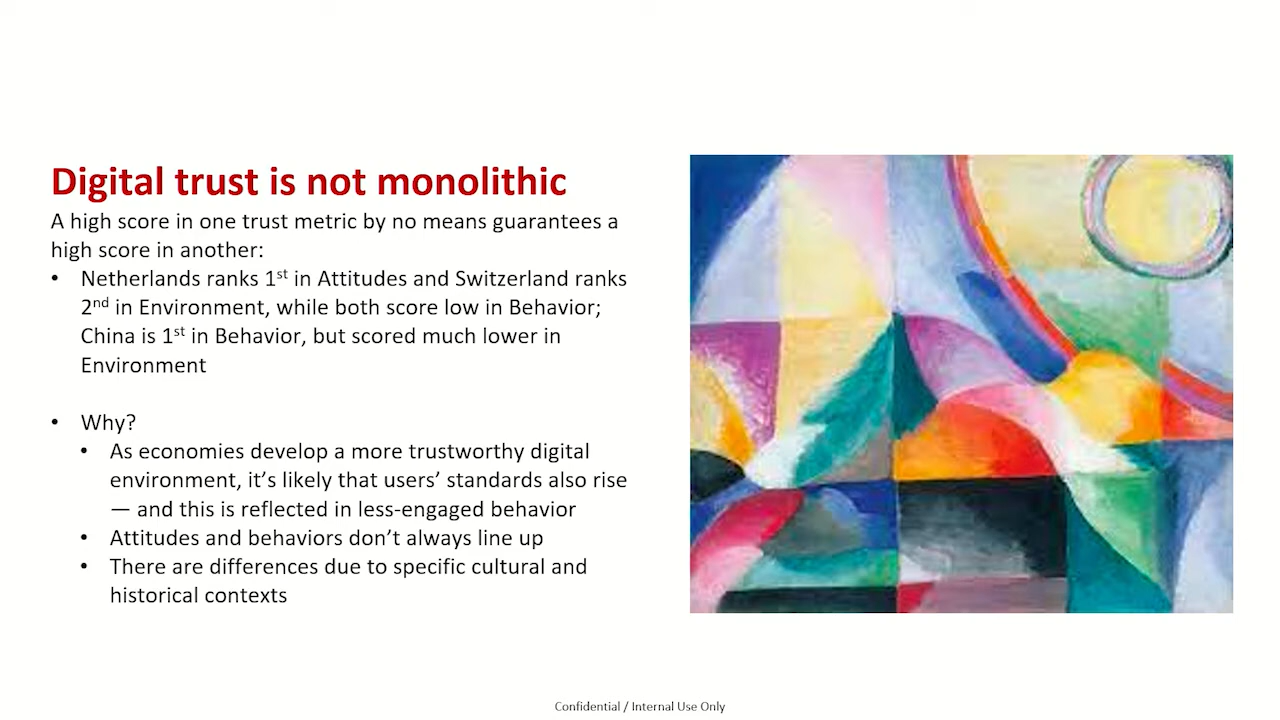 Digital trust is not monolithic
A high score in one trust metric by no means guarantees a
high score in another:
• Netherlands ranks 1st in Attitudes and Switzerland ranks
2nd in Environment, while both score low in Behavior;
China is 1st in Behavior, but scored much lower in
Environment
• Why?
• As economies develop a more trustworthy digital
environment, it’s likely that users’ standards also rise
— and this is reflected in less-engaged behavior
• Attitudes and behaviors don’t always line up
• There are differences due to specific cultural and
historical contexts
Confidential / Internal Use Only